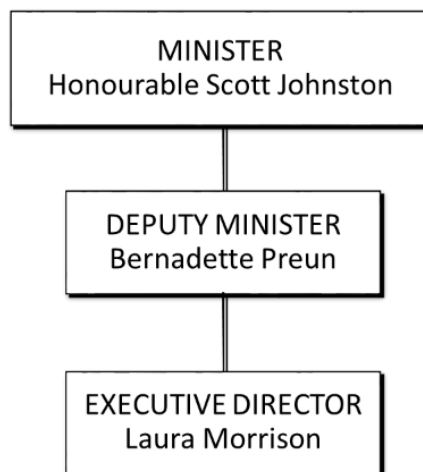 MINISTER
Honourable Scott Johnston
DEPUTY MINISTER
Bernadette Preun
EXECUTIVE DIRECTOR
Laura Morrison